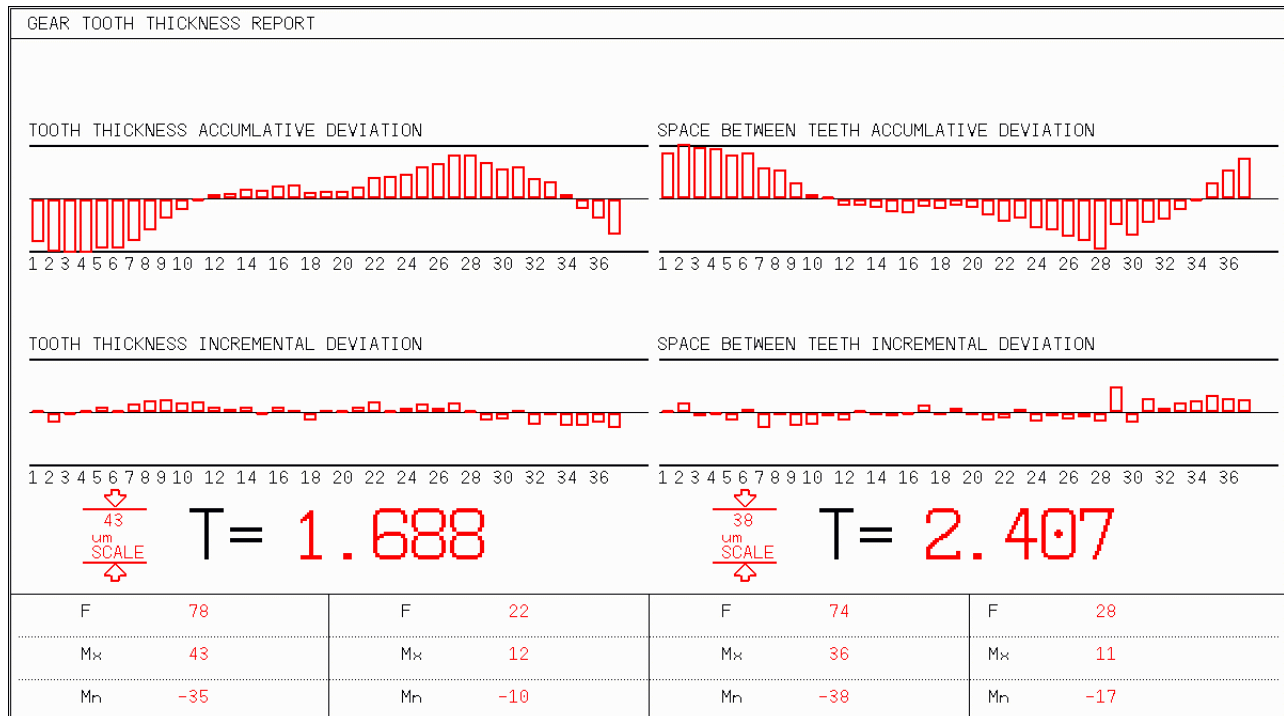 GEAR TOOTH THICKNESS REPORT
TOOTH THICKNESS ACCUMLATIVE DEVIATION
1 2 3 4 5 6 7 8 9 10 12 14 16 18 20 22 24 26 28 30 32 34 36
SPACE BETWEEN TEETH ACCUMLATIVE DEVIATION
1 2 3 4 5 6 7 8 9 10 12 14 16 18 20 22 24 26 28 30 32 34 36
TOOTH THICKNESS INCREMENTAL DEVIATION
1 2 3 4 5 6 7 8 9 10 12 14 16 18 20 22 24 26 28 30 32 34 36
SPACE BETWEEN TEETH INCREMENTAL DEVIATION
1 2 3 4 5 6 7 8 9 10 12 14 16 18 20 22 24 26 28 30 32 34 36
43
um
SCALE
T= 1.688
38
um
SCALE
T= 2.407
F 78 F 22 F 74 F 28
Mx 43 Mx 12 Mx 36 Mx 11
Mn -35 Mn -10 Mn -38 Mn -17